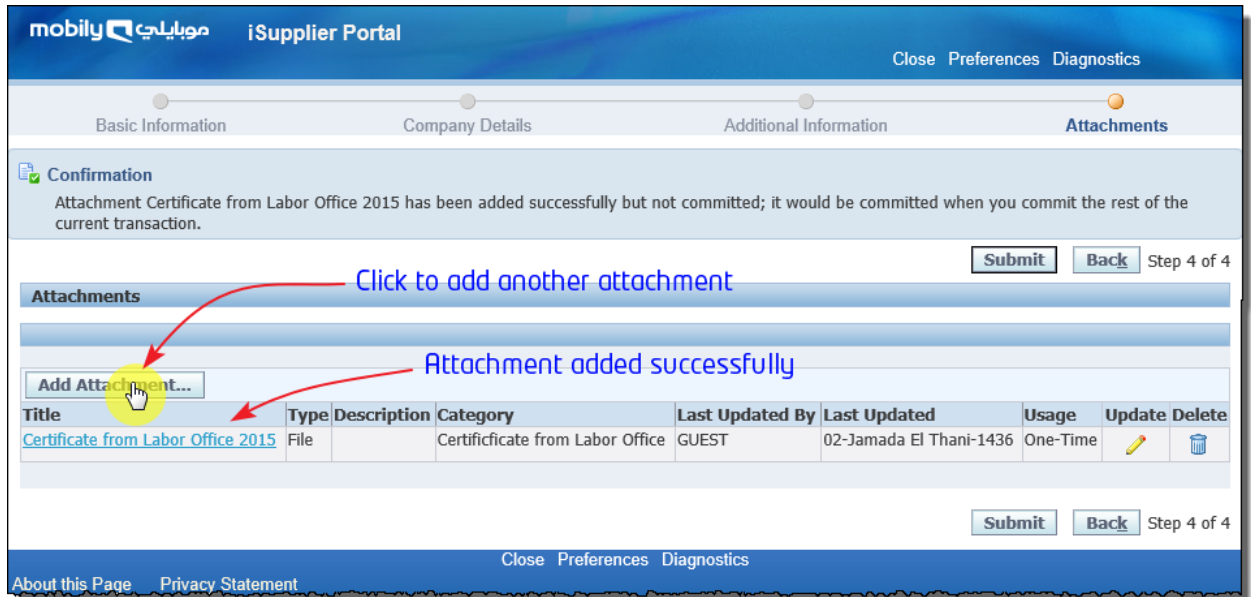 mobily موبايلي iSupplier Portal
Close Preferences Diagnostics
Basic Information Company Details Additional Information Attachments
Confirmation
Attachment Certificate from Labor Office 2015 has been added successfully but not committed; it would be committed when you commit the rest of the
current transaction.
Submit Back Step 4 of 4
Click to add another attachment
Attachments
Attachment added successfully
Add Attachment...
Title Type Description Category Last Updated By Last Updated Usage Update Delete
Certificate from Labor Office 2015 File Certificficate from Labor Office GUEST 02-Jamada El Thani-1436 One-Time
Submit Back Step 4 of 4
Close Preferences Diagnostics
About this Page Privacy Statement